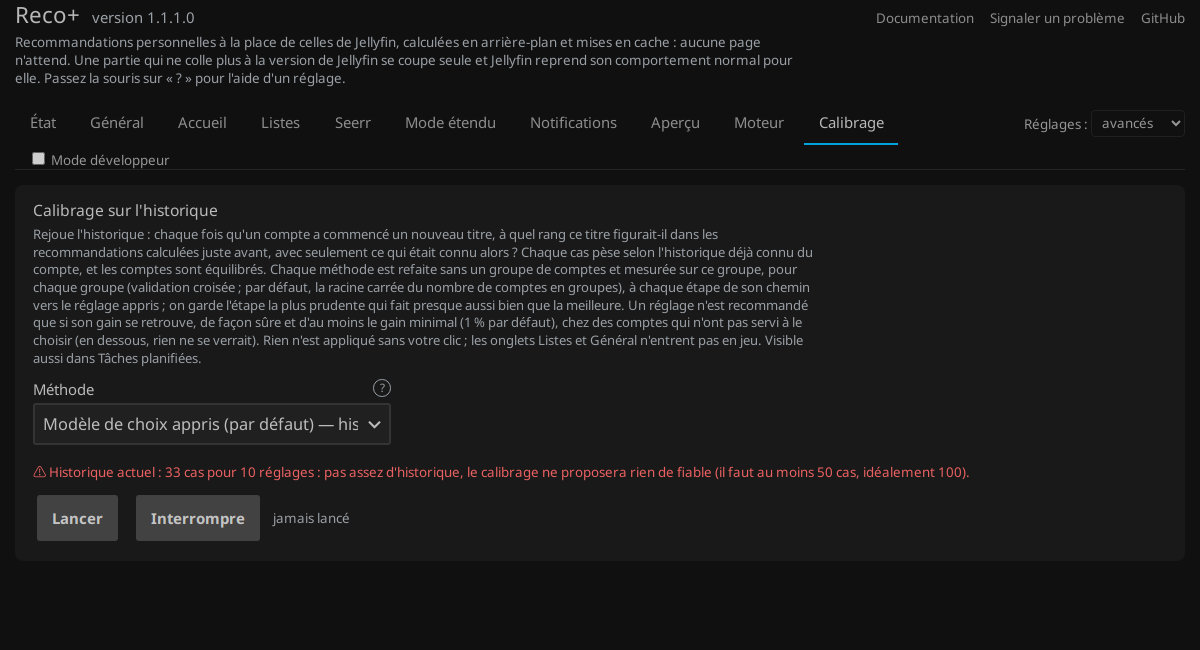 Reco+ version 1.1.1.0
Documentation Signaler un problème GitHub
Recommandations personnelles à la place de celles de Jellyfin, calculées en arrière-plan et mises en cache : aucune page
n'attend. Une partie qui ne colle plus à la version de Jellyfin se coupe seule et Jellyfin reprend son comportement normal pour
elle. Passez la souris sur « ? » pour l'aide d'un réglage.
État Général Accueil Listes Seerr Mode étendu Notifications Aperçu Moteur Calibrage
Réglages : avancés
Mode développeur
Calibrage sur l'historique
Rejoue l'historique : chaque fois qu'un compte a commencé un nouveau titre, à quel rang ce titre figurait-il dans les
recommandations calculées juste avant, avec seulement ce qui était connu alors ? Chaque cas pèse selon l'historique déjà connu du
compte, et les comptes sont équilibrés. Chaque méthode est refaite sans un groupe de comptes et mesurée sur ce groupe, pour
chaque groupe (validation croisée ; par défaut, la racine carrée du nombre de comptes en groupes), à chaque étape de son chemin
vers le réglage appris ; on garde l'étape la plus prudente qui fait presque aussi bien que la meilleure. Un réglage n'est recommandé
que si son gain se retrouve, de façon sûre et d'au moins le gain minimal (1 % par défaut), chez des comptes qui n'ont pas servi à le
choisir (en dessous, rien ne se verrait). Rien n'est appliqué sans votre clic ; les onglets Listes et Général n'entrent pas en jeu. Visible
aussi dans Tâches planifiées.
Méthode ?
Modèle de choix appris (par défaut) — his
⚠ Historique actuel : 33 cas pour 10 réglages : pas assez d'historique, le calibrage ne proposera rien de fiable (il faut au moins 50 cas, idéalement 100).
Lancer Interrompre jamais lancé